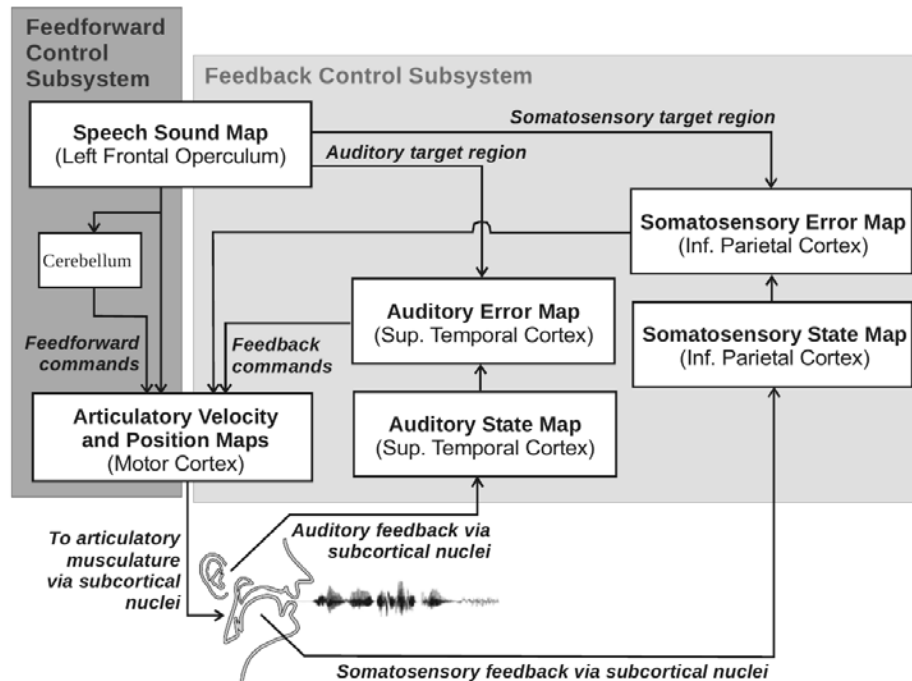 Feedforward
Control
Subsystem
Feedback Control Subsystem
Speech Sound Map
(Left Frontal Operculum)
Somatosensory target region
Auditory target region
Cerebellum
Somatosensory Error Map
(Inf. Parietal Cortex)
Auditory Error Map
(Sup. Temporal Cortex)
Somatosensory State Map
(Inf. Parietal Cortex)
Feedforward
commands
Feedback
commands
Articulatory Velocity
and Position Maps
(Motor Cortex)
Auditory State Map
(Sup. Temporal Cortex)
To articulatory
musculature
via subcortical
nuclei
Auditory feedback via
subcortical nuclei
Somatosensory feedback via subcortical nuclei